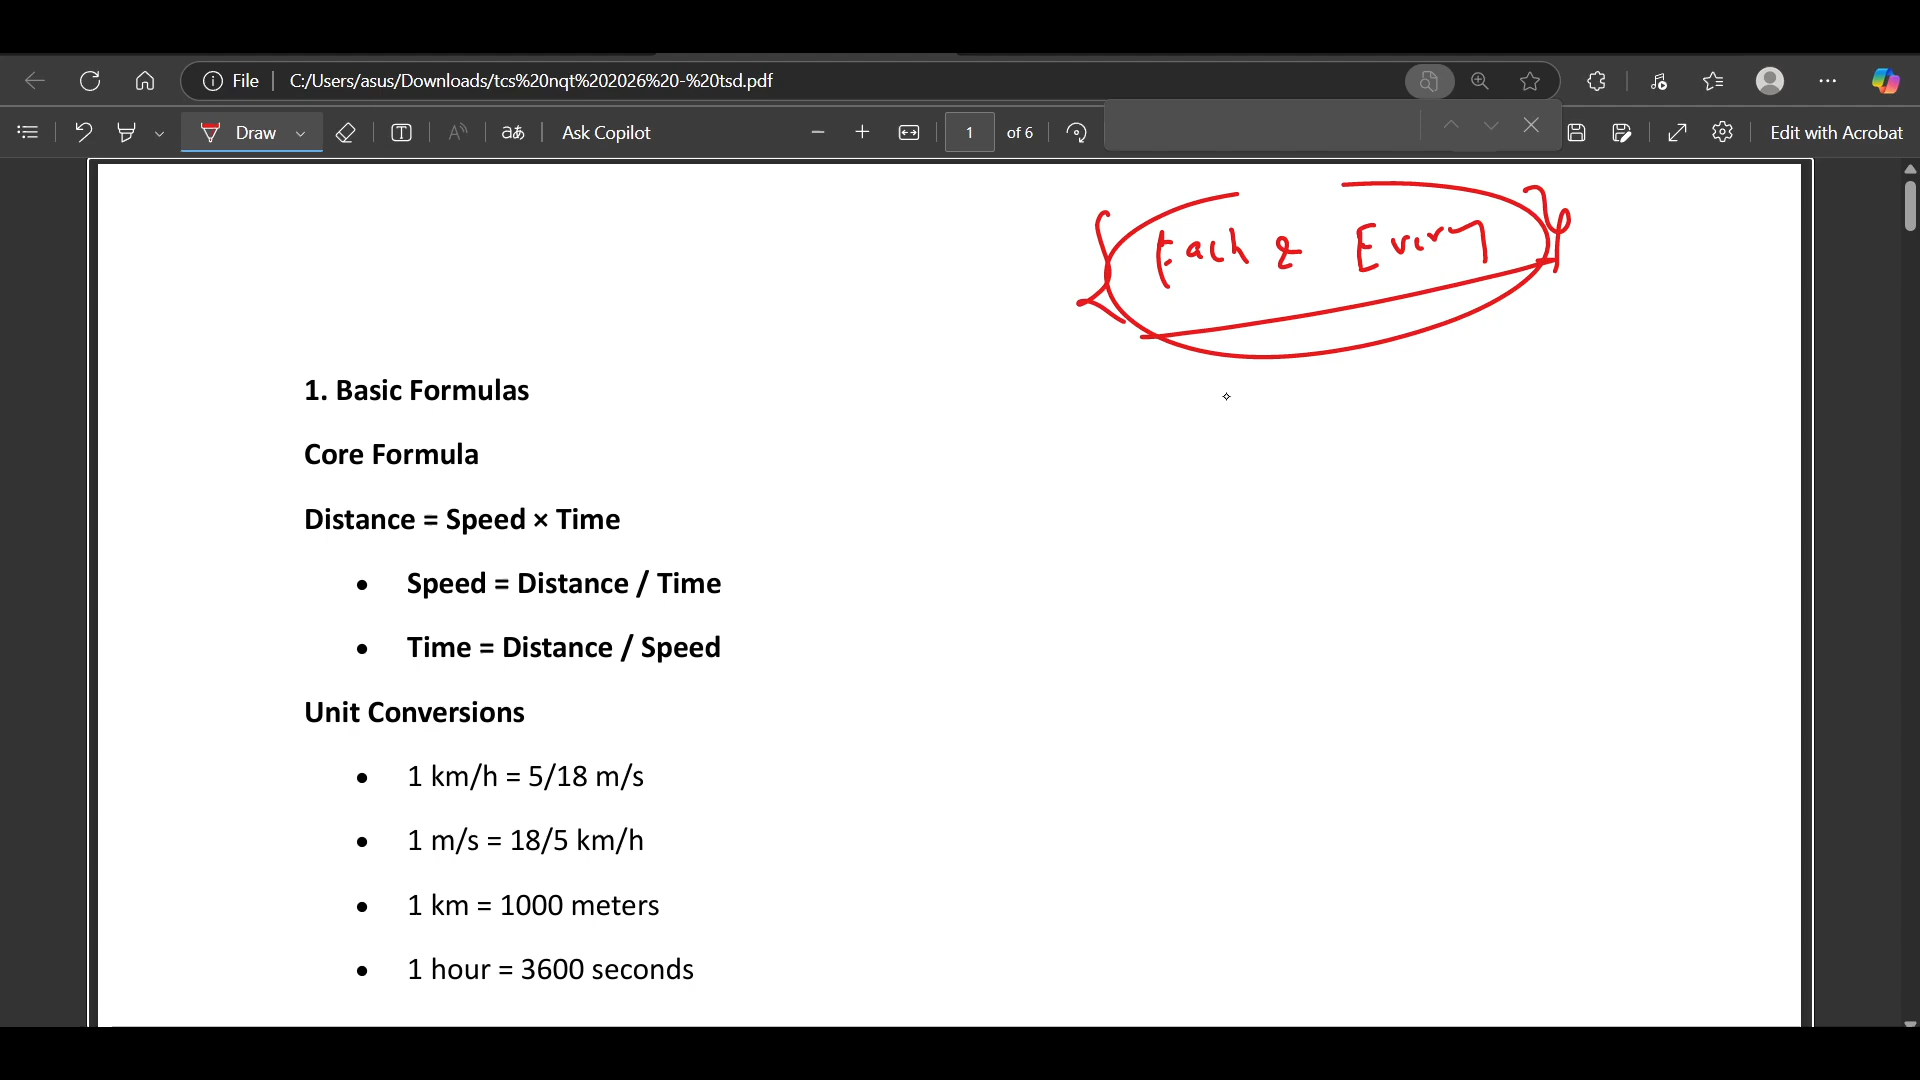 File
C:/Users/asus/Downloads/tcs%20nqt%202026%20-%20tsd.pdf
Draw
aあ
Ask Copilot
1
of 6
Edit with Acrobat
Each & Every
1. Basic Formulas
Core Formula
Distance = Speed × Time
• Speed = Distance / Time
• Time = Distance / Speed
Unit Conversions
• 1 km/h = 5/18 m/s
• 1 m/s = 18/5 km/h
• 1 km = 1000 meters
• 1 hour = 3600 seconds